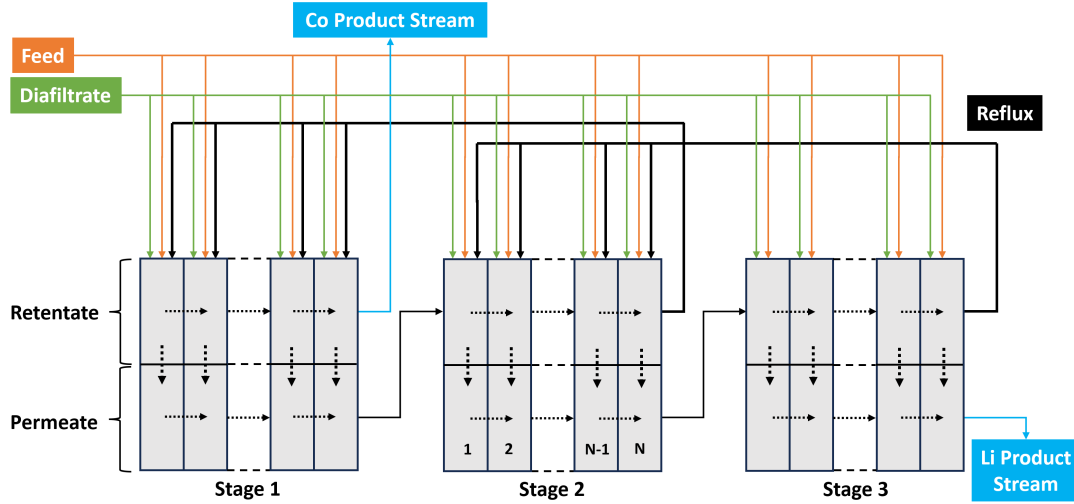 Co Product Stream
Feed
Diafiltrate
Reflux
Retentate
Permeate
1 2 N-1 N
Li Product
Stream
Stage 1 Stage 2 Stage 3